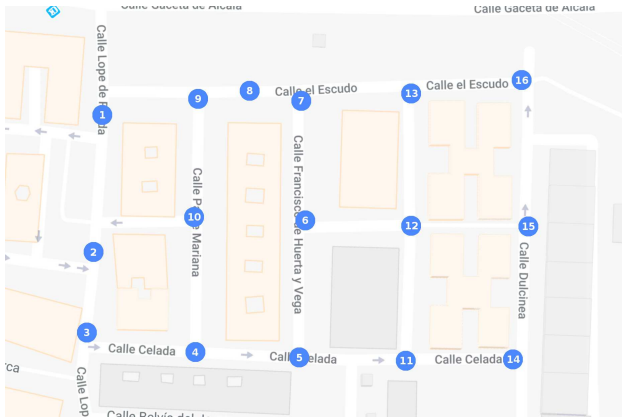 Calle Gaceta de Alcalá
Calle Gaceta de Alcalá
Calle Lope de
1
9
8
Calle el Escudo
7
13
Calle el Escudo
16
Calle
Mariana
10
Calle Francisco de Huerta y Vega
6
12
15
2
Calle Dulcinea
3
Calle Celada
4
Calle Celada
5
11
Calle Celada
14
Calle Lop
rca